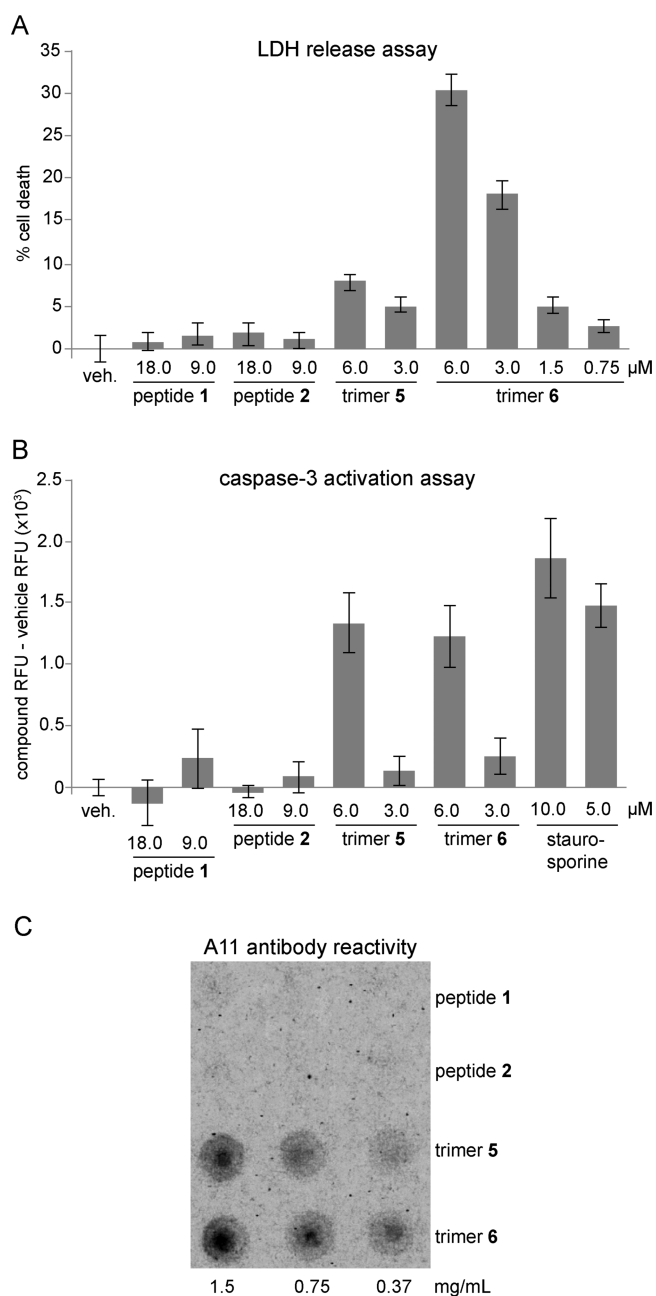 A
LDH release assay
% cell death
35
30
25
20
15
10
5
0
veh.
18.0 9.0 18.0 9.0 6.0 3.0 6.0 3.0 1.5 0.75 µM
peptide 1 peptide 2 trimer 5 trimer 6
B
caspase-3 activation assay
compound RFU - vehicle RFU (x10³)
2.5
2.0
1.5
1.0
0.5
0
veh.
18.0 9.0 18.0 9.0 6.0 3.0 6.0 3.0 10.0 5.0 µM
peptide 1 peptide 2 trimer 5 trimer 6 stauro-
sporine
C
A11 antibody reactivity
peptide 1
peptide 2
trimer 5
trimer 6
1.5 0.75 0.37 mg/mL